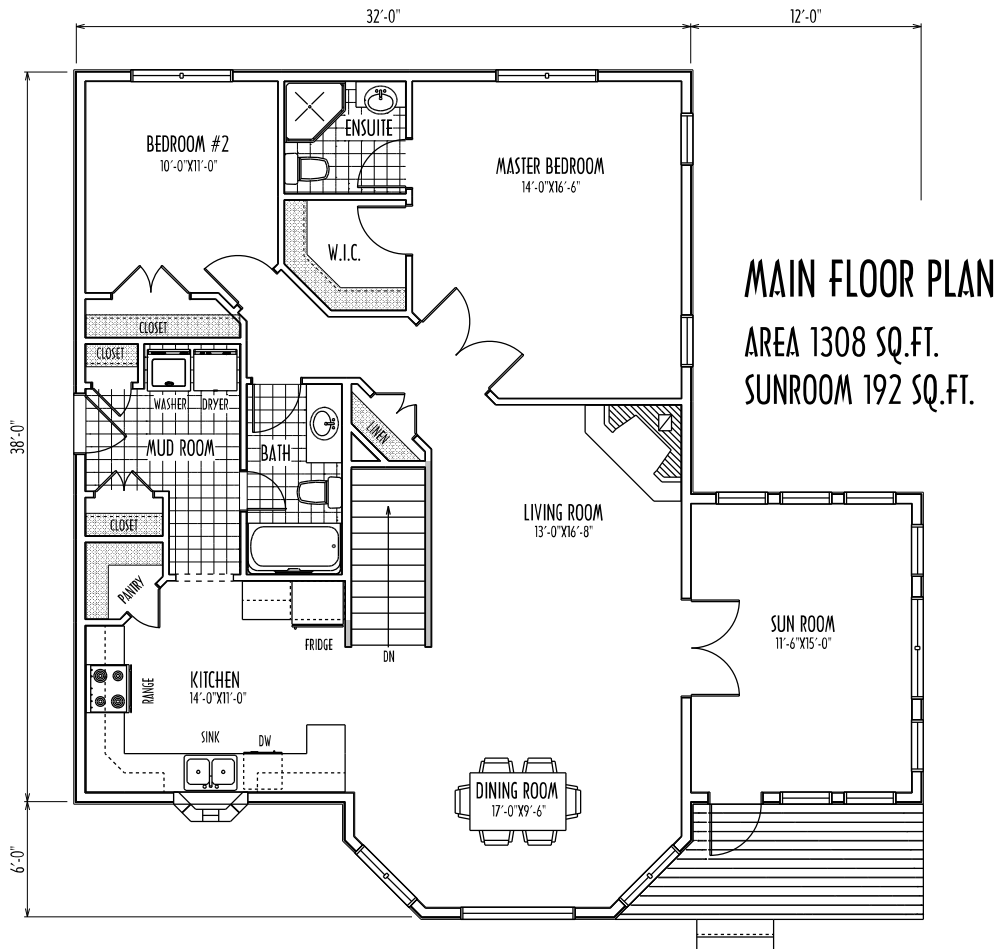 32'-0"
12'-0"
BEDROOM #2
10'-0"X11'-0"
ENSUITE
MASTER BEDROOM
14'-0"X16'-6"
W.I.C.
MAIN FLOOR PLAN
AREA 1308 SQ.FT.
SUNROOM 192 SQ.FT.
CLOSET
CLOSET
WASHER
DRYER
38'-0"
MUD ROOM
BATH
LINEN
CLOSET
LIVING ROOM
13'-0"X16'-8"
PANTRY
SUN ROOM
11'-6"X15'-0"
FRIDGE
DN
KITCHEN
14'-0"X11'-0"
RANGE
SINK
DW
DINING ROOM
17'-0"X9'-6"
6'-0"